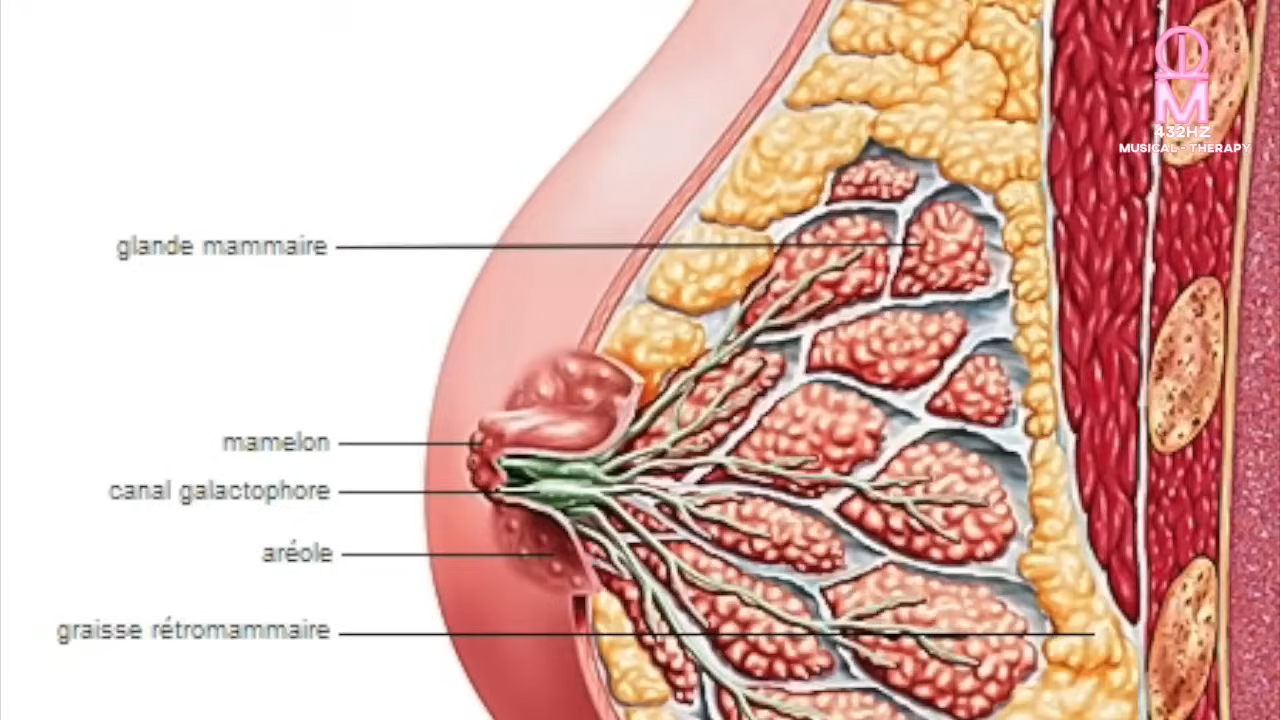 M
432HZ
MUSICAL - THERAPY
glande mammaire
mamelon
canal galactophore
aréole
graisse rétromammaire